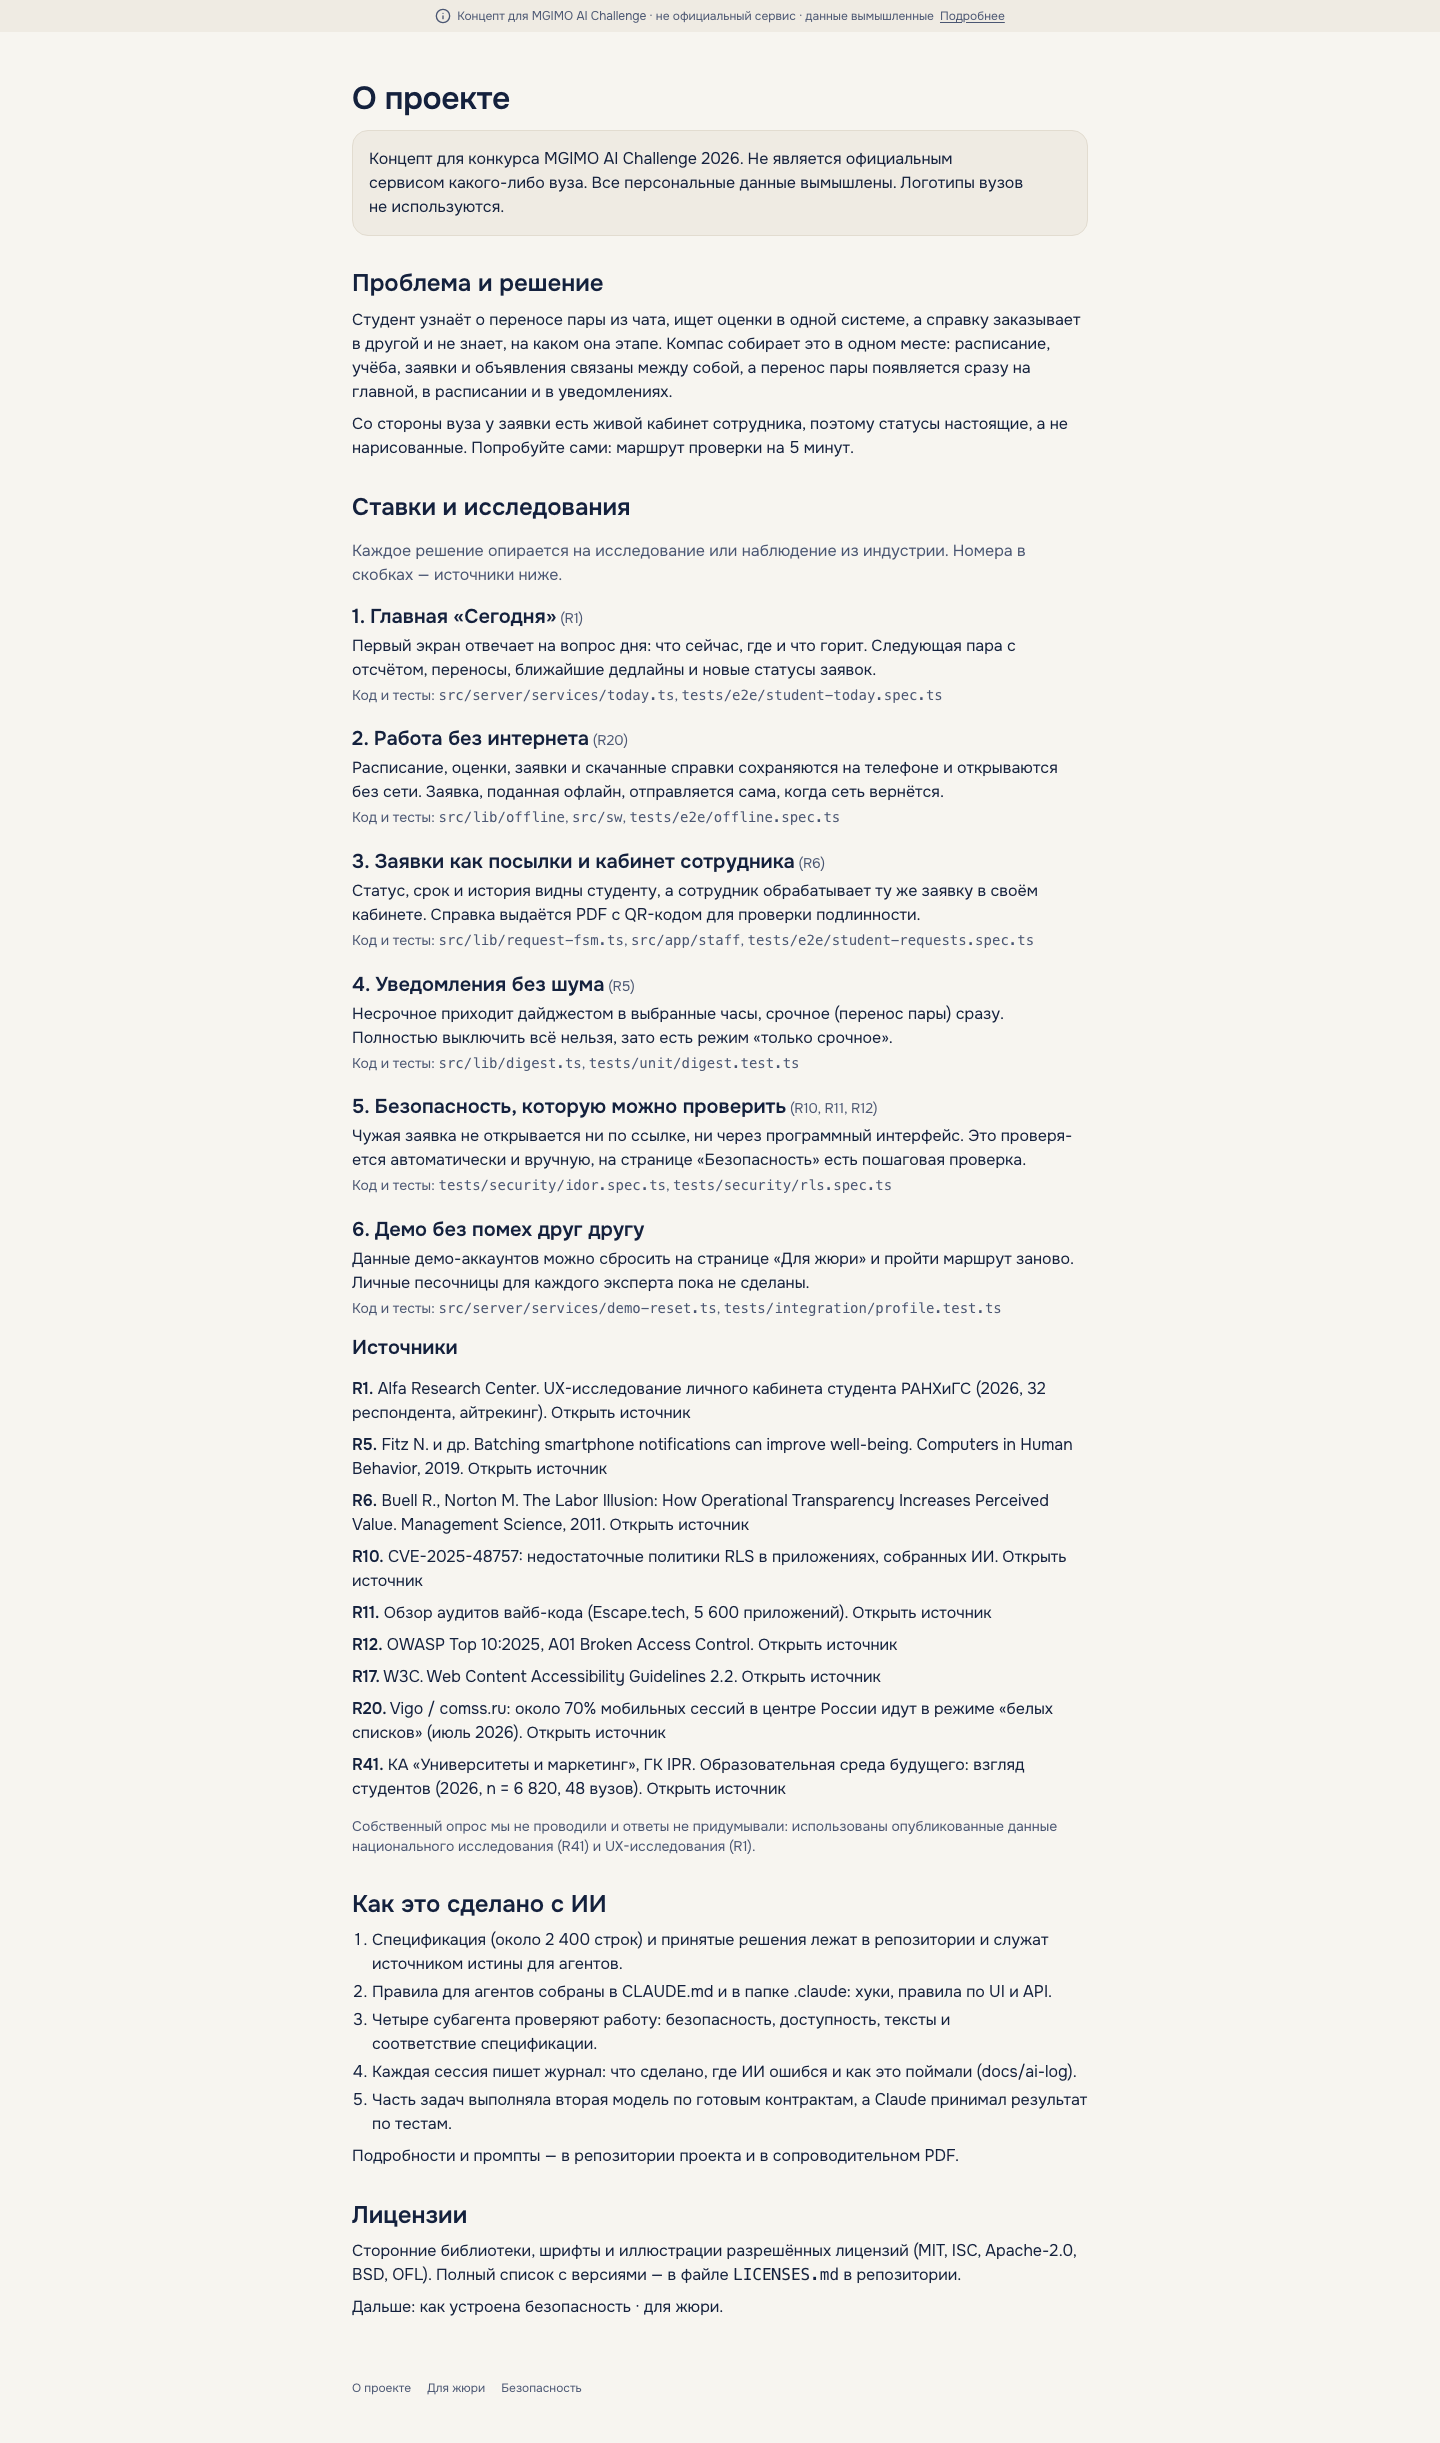 Концепт для MGIMO AI Challenge · не официальный сервис · данные вымышленные Подробнее
О проекте
Концепт для конкурса MGIMO AI Challenge 2026. Не является официальным
сервисом какого-либо вуза. Все персональные данные вымышлены. Логотипы вузов
не используются.
Проблема и решение
Студент узнаёт о переносе пары из чата, ищет оценки в одной системе, а справку заказывает
в другой и не знает, на каком она этапе. Компас собирает это в одном месте: расписание,
учёба, заявки и объявления связаны между собой, а перенос пары появляется сразу на
главной, в расписании и в уведомлениях.
Со стороны вуза у заявки есть живой кабинет сотрудника, поэтому статусы настоящие, а не
нарисованные. Попробуйте сами: маршрут проверки на 5 минут.
Ставки и исследования
Каждое решение опирается на исследование или наблюдение из индустрии. Номера в
скобках — источники ниже.
1. Главная «Сегодня» (R1)
Первый экран отвечает на вопрос дня: что сейчас, где и что горит. Следующая пара с
отсчётом, переносы, ближайшие дедлайны и новые статусы заявок.
Код и тесты: src/server/services/today.ts, tests/e2e/student-today.spec.ts
2. Работа без интернета (R20)
Расписание, оценки, заявки и скачанные справки сохраняются на телефоне и открываются
без сети. Заявка, поданная офлайн, отправляется сама, когда сеть вернётся.
Код и тесты: src/lib/offline, src/sw, tests/e2e/offline.spec.ts
3. Заявки как посылки и кабинет сотрудника (R6)
Статус, срок и история видны студенту, а сотрудник обрабатывает ту же заявку в своём
кабинете. Справка выдаётся PDF с QR-кодом для проверки подлинности.
Код и тесты: src/lib/request-fsm.ts, src/app/staff, tests/e2e/student-requests.spec.ts
4. Уведомления без шума (R5)
Несрочное приходит дайджестом в выбранные часы, срочное (перенос пары) сразу.
Полностью выключить всё нельзя, зато есть режим «только срочное».
Код и тесты: src/lib/digest.ts, tests/unit/digest.test.ts
5. Безопасность, которую можно проверить (R10, R11, R12)
Чужая заявка не открывается ни по ссылке, ни через программный интерфейс. Это проверя-
ется автоматически и вручную, на странице «Безопасность» есть пошаговая проверка.
Код и тесты: tests/security/idor.spec.ts, tests/security/rls.spec.ts
6. Демо без помех друг другу
Данные демо-аккаунтов можно сбросить на странице «Для жюри» и пройти маршрут заново.
Личные песочницы для каждого эксперта пока не сделаны.
Код и тесты: src/server/services/demo-reset.ts, tests/integration/profile.test.ts
Источники
R1. Alfa Research Center. UX-исследование личного кабинета студента РАНХиГС (2026, 32
респондента, айтрекинг). Открыть источник
R5. Fitz N. и др. Batching smartphone notifications can improve well-being. Computers in Human
Behavior, 2019. Открыть источник
R6. Buell R., Norton M. The Labor Illusion: How Operational Transparency Increases Perceived
Value. Management Science, 2011. Открыть источник
R10. CVE-2025-48757: недостаточные политики RLS в приложениях, собранных ИИ. Открыть
источник
R11. Обзор аудитов вайб-кода (Escape.tech, 5 600 приложений). Открыть источник
R12. OWASP Top 10:2025, A01 Broken Access Control. Открыть источник
R17. W3C. Web Content Accessibility Guidelines 2.2. Открыть источник
R20. Vigo / comss.ru: около 70% мобильных сессий в центре России идут в режиме «белых
списков» (июль 2026). Открыть источник
R41. КА «Университеты и маркетинг», ГК IPR. Образовательная среда будущего: взгляд
студентов (2026, n = 6 820, 48 вузов). Открыть источник
Собственный опрос мы не проводили и ответы не придумывали: использованы опубликованные данные
национального исследования (R41) и UX-исследования (R1).
Как это сделано с ИИ
1. Спецификация (около 2 400 строк) и принятые решения лежат в репозитории и служат
источником истины для агентов.
2. Правила для агентов собраны в CLAUDE.md и в папке .claude: хуки, правила по UI и API.
3. Четыре субагента проверяют работу: безопасность, доступность, тексты и
соответствие спецификации.
4. Каждая сессия пишет журнал: что сделано, где ИИ ошибся и как это поймали (docs/ai-log).
5. Часть задач выполняла вторая модель по готовым контрактам, а Claude принимал результат
по тестам.
Подробности и промпты — в репозитории проекта и в сопроводительном PDF.
Лицензии
Сторонние библиотеки, шрифты и иллюстрации разрешённых лицензий (MIT, ISC, Apache-2.0,
BSD, OFL). Полный список с версиями — в файле LICENSES.md в репозитории.
Дальше: как устроена безопасность · для жюри.
О проекте Для жюри Безопасность